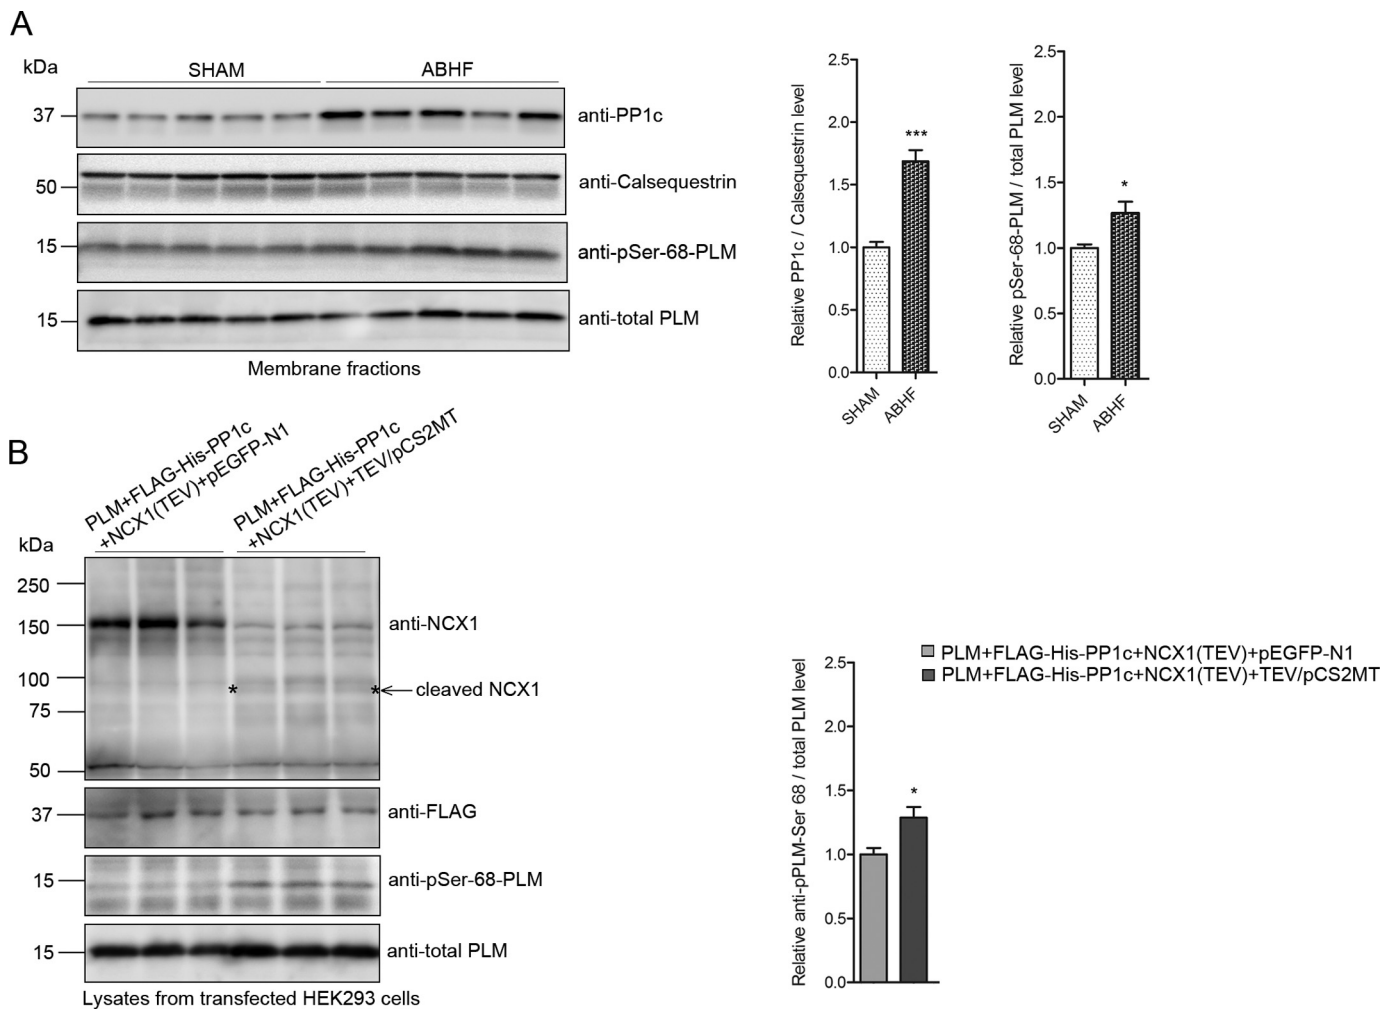 A
kDa
SHAM
ABHF
37
anti-PP1c
50
anti-Calsequestrin
15
anti-pSer-68-PLM
15
anti-total PLM
Membrane fractions
Relative PP1c / Calsequestrin level
2.5
2.0
1.5
1.0
0.5
0.0
***
SHAM
ABHF
Relative pSer-68-PLM / total PLM level
2.5
2.0
1.5
1.0
0.5
0.0
*
SHAM
ABHF
B
PLM+FLAG-His-PP1c
+NCX1(TEV)+pEGFP-N1
PLM+FLAG-His-PP1c
+NCX1(TEV)+TEV/pCS2MT
kDa
250
150
100
75
50
anti-NCX1
* * cleaved NCX1
37
anti-FLAG
15
anti-pSer-68-PLM
15
anti-total PLM
Lysates from transfected HEK293 cells
PLM+FLAG-His-PP1c+NCX1(TEV)+pEGFP-N1
PLM+FLAG-His-PP1c+NCX1(TEV)+TEV/pCS2MT
Relative anti-pPLM-Ser 68 / total PLM level
2.5
2.0
1.5
1.0
0.5
0.0
*